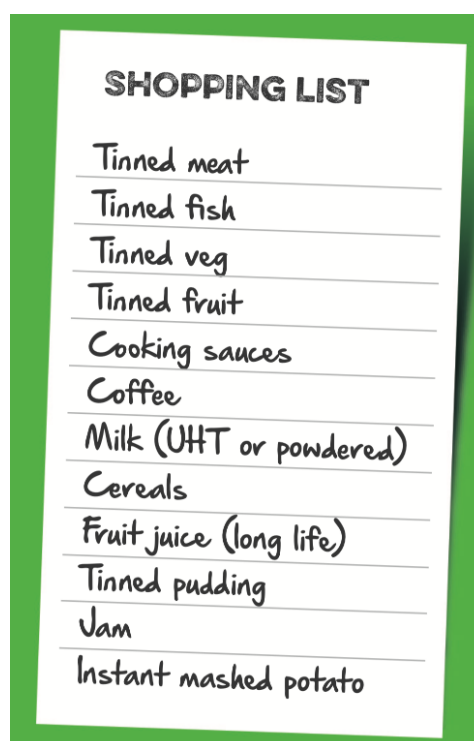 SHOPPING LIST
Tinned meat
Tinned fish
Tinned veg
Tinned fruit
Cooking sauces
Coffee
Milk (UHT or powdered)
Cereals
Fruit juice (long life)
Tinned pudding
Jam
Instant mashed potato